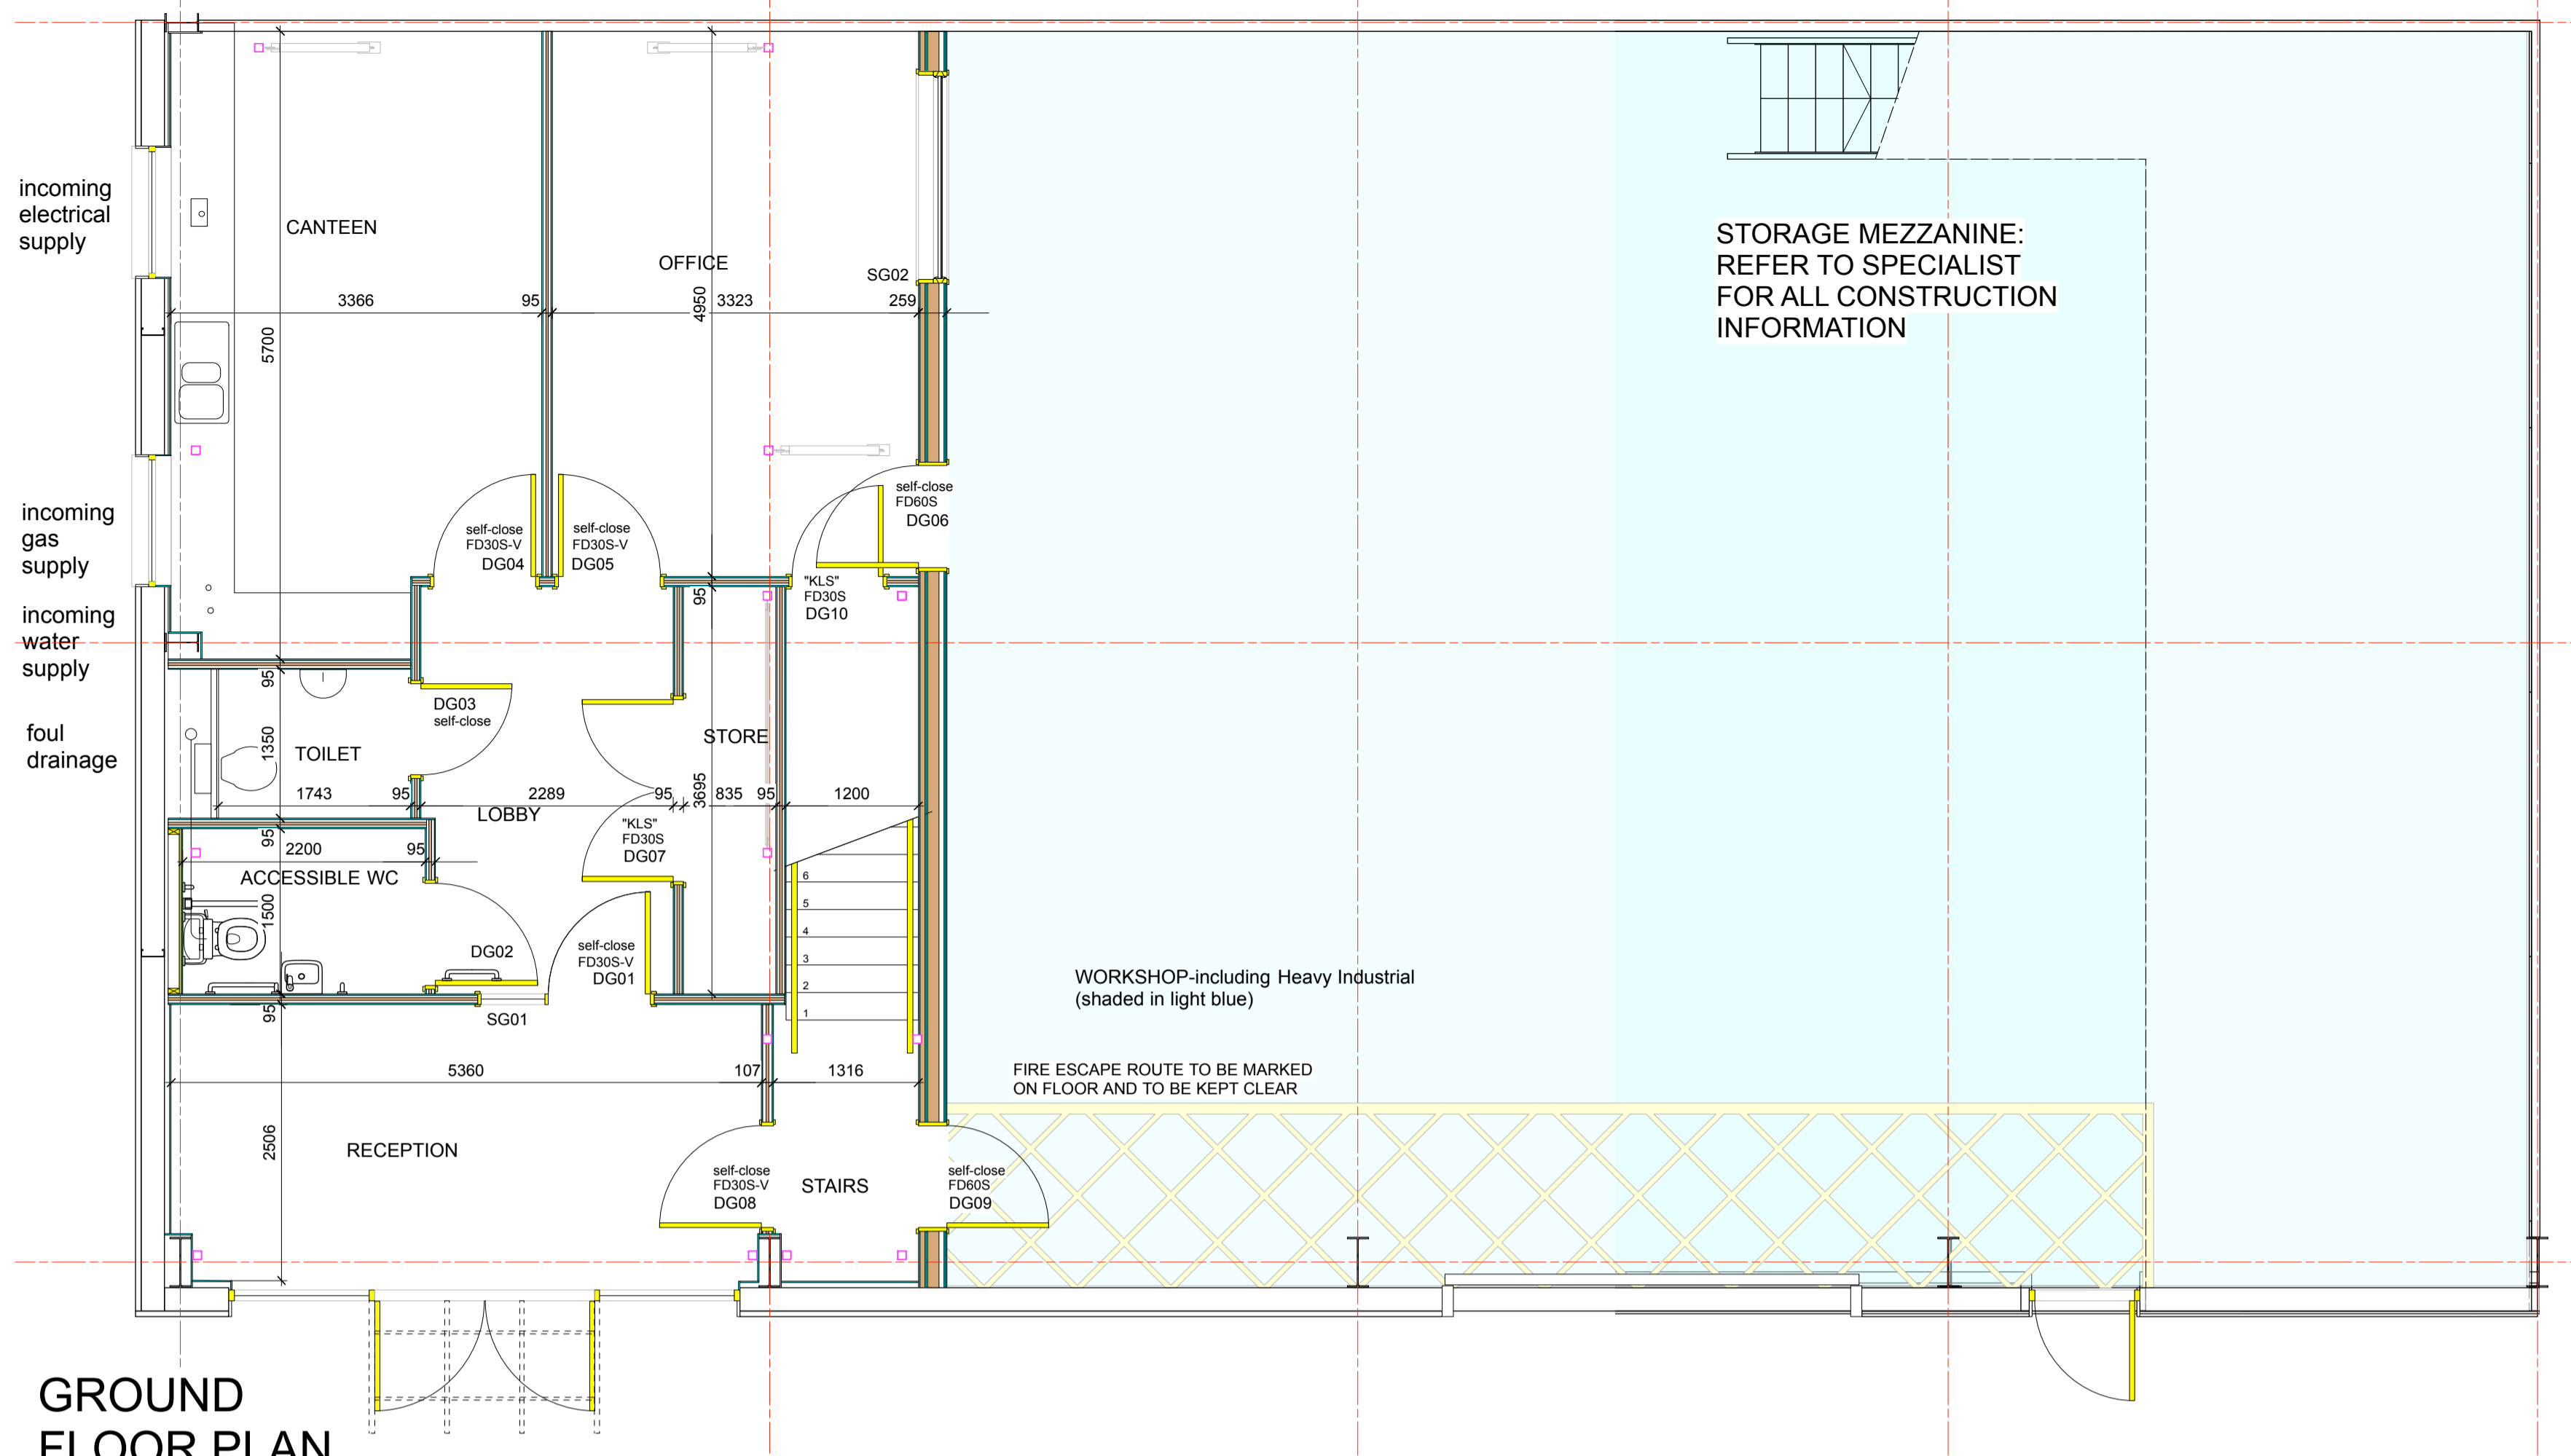 incoming
electrical
supply
CANTEEN
OFFICE
SG02
3366
95
4950
3323
259
5700
STORAGE MEZZANINE:
REFER TO SPECIALIST
FOR ALL CONSTRUCTION
INFORMATION
incoming
gas
supply
self-close
FD30S-V
DG04
self-close
FD30S-V
DG05
self-close
FD60S
DG06
"KLS"
FD30S
DG10
95
incoming
water
supply
95
DG03
self-close
foul
drainage
TOILET
1350
STORE
1743
95
2289
95
3695
835
95
1200
LOBBY
"KLS"
FD30S
DG07
95
2200
95
ACCESSIBLE WC
1500
6
5
4
3
2
1
DG02
self-close
FD30S-V
DG01
95
SG01
WORKSHOP-including Heavy Industrial
(shaded in light blue)
5360
107
1316
FIRE ESCAPE ROUTE TO BE MARKED
ON FLOOR AND TO BE KEPT CLEAR
2506
RECEPTION
self-close
FD30S-V
DG08
STAIRS
self-close
FD60S
DG09
GROUND
FLOOR PLAN